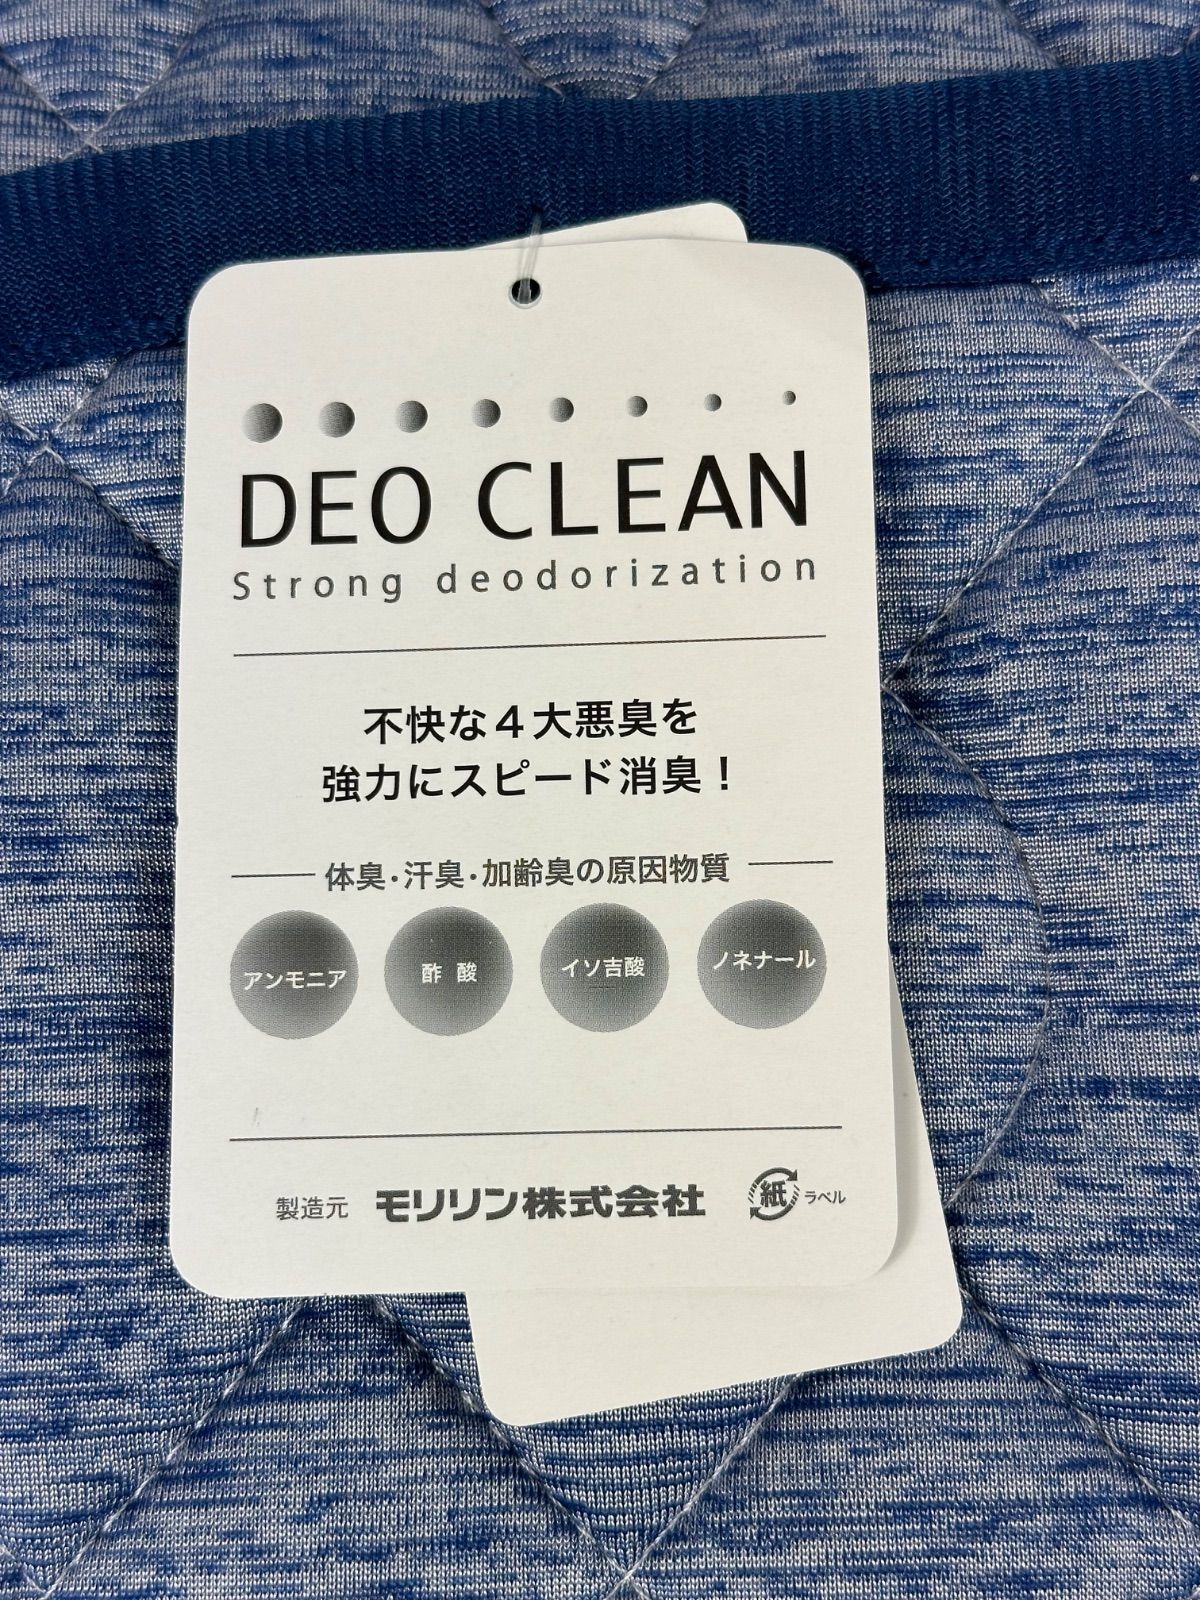 DEO CLEAN
Strong deodorization
不快な4大悪臭を
強力にスピード消臭！
体臭・汗臭・加齢臭の原因物質
アンモニア
酢酸
イソ吉酸
ノネナール
製造元 モリリン株式会社 紙 ラベル